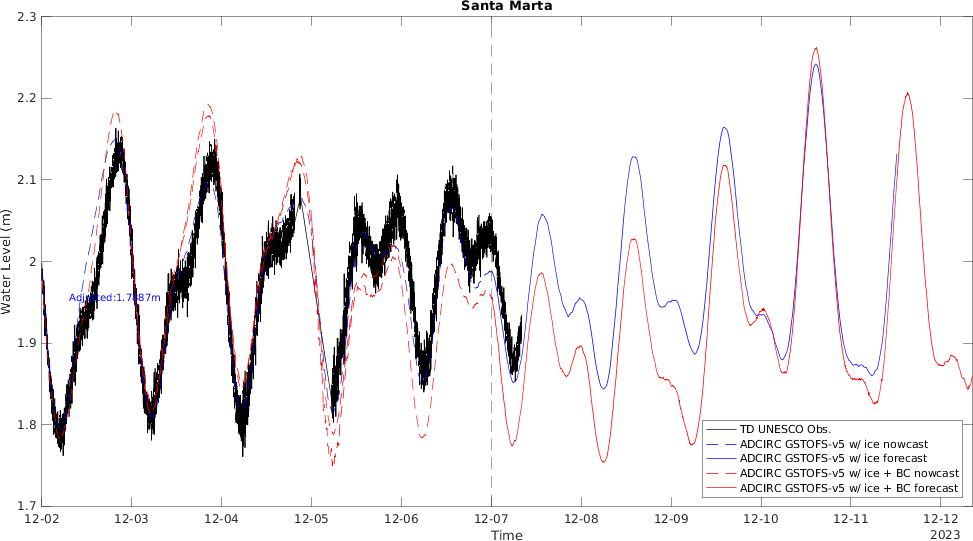 Santa Marta
2.3
2.2
2.1
2
1.9
1.8
1.7
Water Level (m)
Adjusted:1.7887m
TD UNESCO Obs.
ADCIRC GSTOFS-v5 w/ ice nowcast
ADCIRC GSTOFS-v5 w/ ice forecast
ADCIRC GSTOFS-v5 w/ ice + BC nowcast
ADCIRC GSTOFS-v5 w/ ice + BC forecast
12-02 12-03 12-04 12-05 12-06 12-07 12-08 12-09 12-10 12-11 12-12
Time
2023